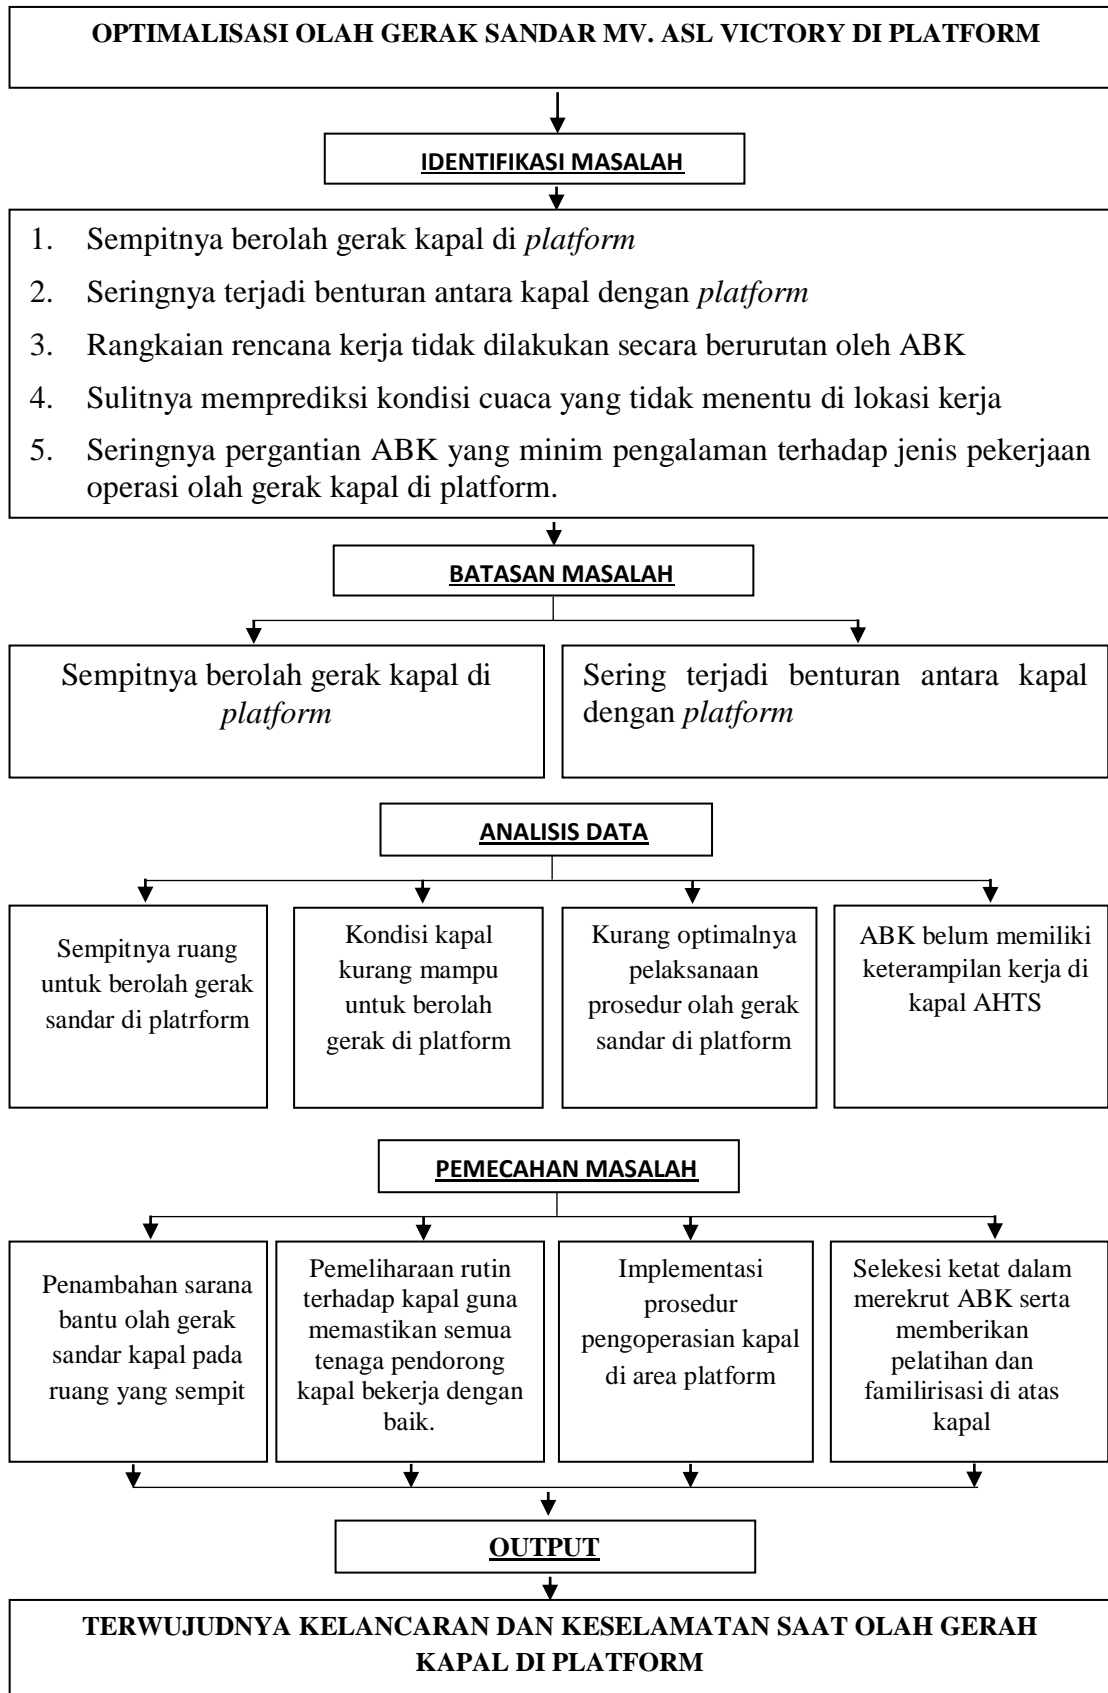 OPTIMALISASI OLAH GERAK SANDAR MV. ASL VICTORY DI PLATFORM
IDENTIFIKASI MASALAH
1. Sempitnya berolah gerak kapal di platform
2. Seringnya terjadi benturan antara kapal dengan platform
3. Rangkaian rencana kerja tidak dilakukan secara berurutan oleh ABK
4. Sulitnya memprediksi kondisi cuaca yang tidak menentu di lokasi kerja
5. Seringnya pergantian ABK yang minim pengalaman terhadap jenis pekerjaan
operasi olah gerak kapal di platform.
BATASAN MASALAH
Sempitnya berolah gerak kapal di
platform
Sering terjadi benturan antara kapal
dengan platform
ANALISIS DATA
Sempitnya ruang
untuk berolah gerak
sandar di platrform
Kondisi kapal
kurang mampu
untuk berolah
gerak di platform
Kurang optimalnya
pelaksanaan
prosedur olah gerak
sandar di platform
ABK belum memiliki
keterampilan kerja di
kapal AHTS
PEMECAHAN MASALAH
Penambahan sarana
bantu olah gerak
sandar kapal pada
ruang yang sempit
Pemeliharaan rutin
terhadap kapal guna
memastikan semua
tenaga pendorong
kapal bekerja dengan
baik.
Implementasi
prosedur
pengoperasian kapal
di area platform
Selekesi ketat dalam
merekrut ABK serta
memberikan
pelatihan dan
familirisasi di atas
kapal
OUTPUT
TERWUJUDNYA KELANCARAN DAN KESELAMATAN SAAT OLAH GERAH
KAPAL DI PLATFORM